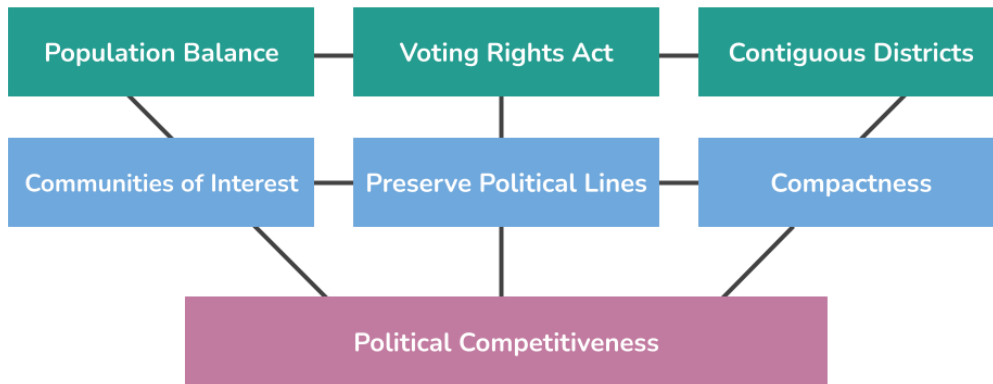 Population Balance
Voting Rights Act
Contiguous Districts
Communities of Interest
Preserve Political Lines
Compactness
Political Competitiveness